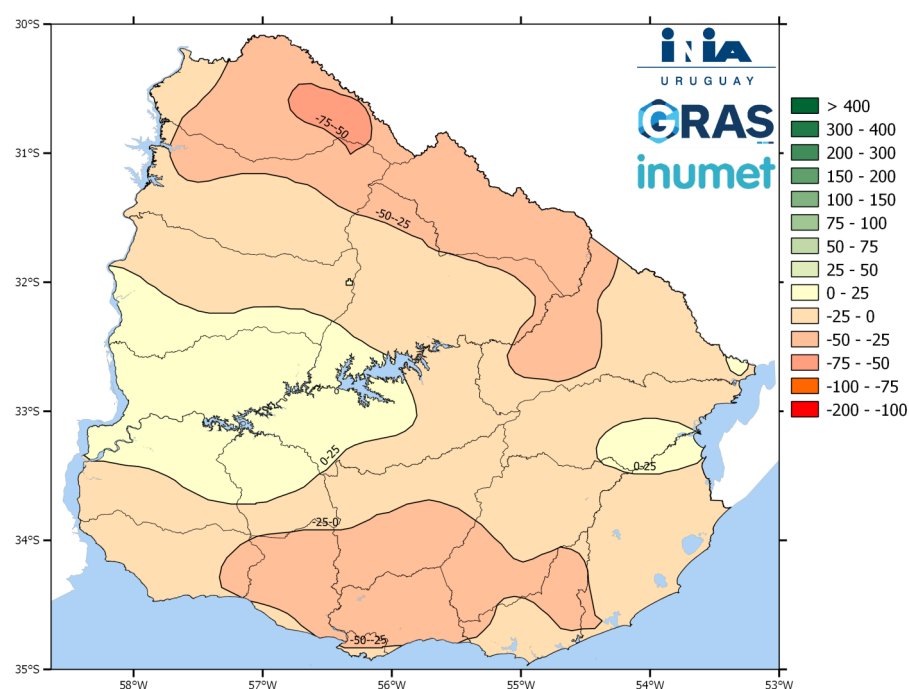 30°S
31°S
32°S
33°S
34°S
35°S
58°W
57°W
56°W
55°W
54°W
53°W
-75--50
-50--25
0-25
0-25
-25-0
-50--25
INIA
URUGUAY
GRAS
inumet
> 400
300 - 400
200 - 300
150 - 200
100 - 150
75 - 100
50 - 75
25 - 50
0 - 25
-25 - 0
-50 - -25
-75 - -50
-100 - -75
-200 - -100